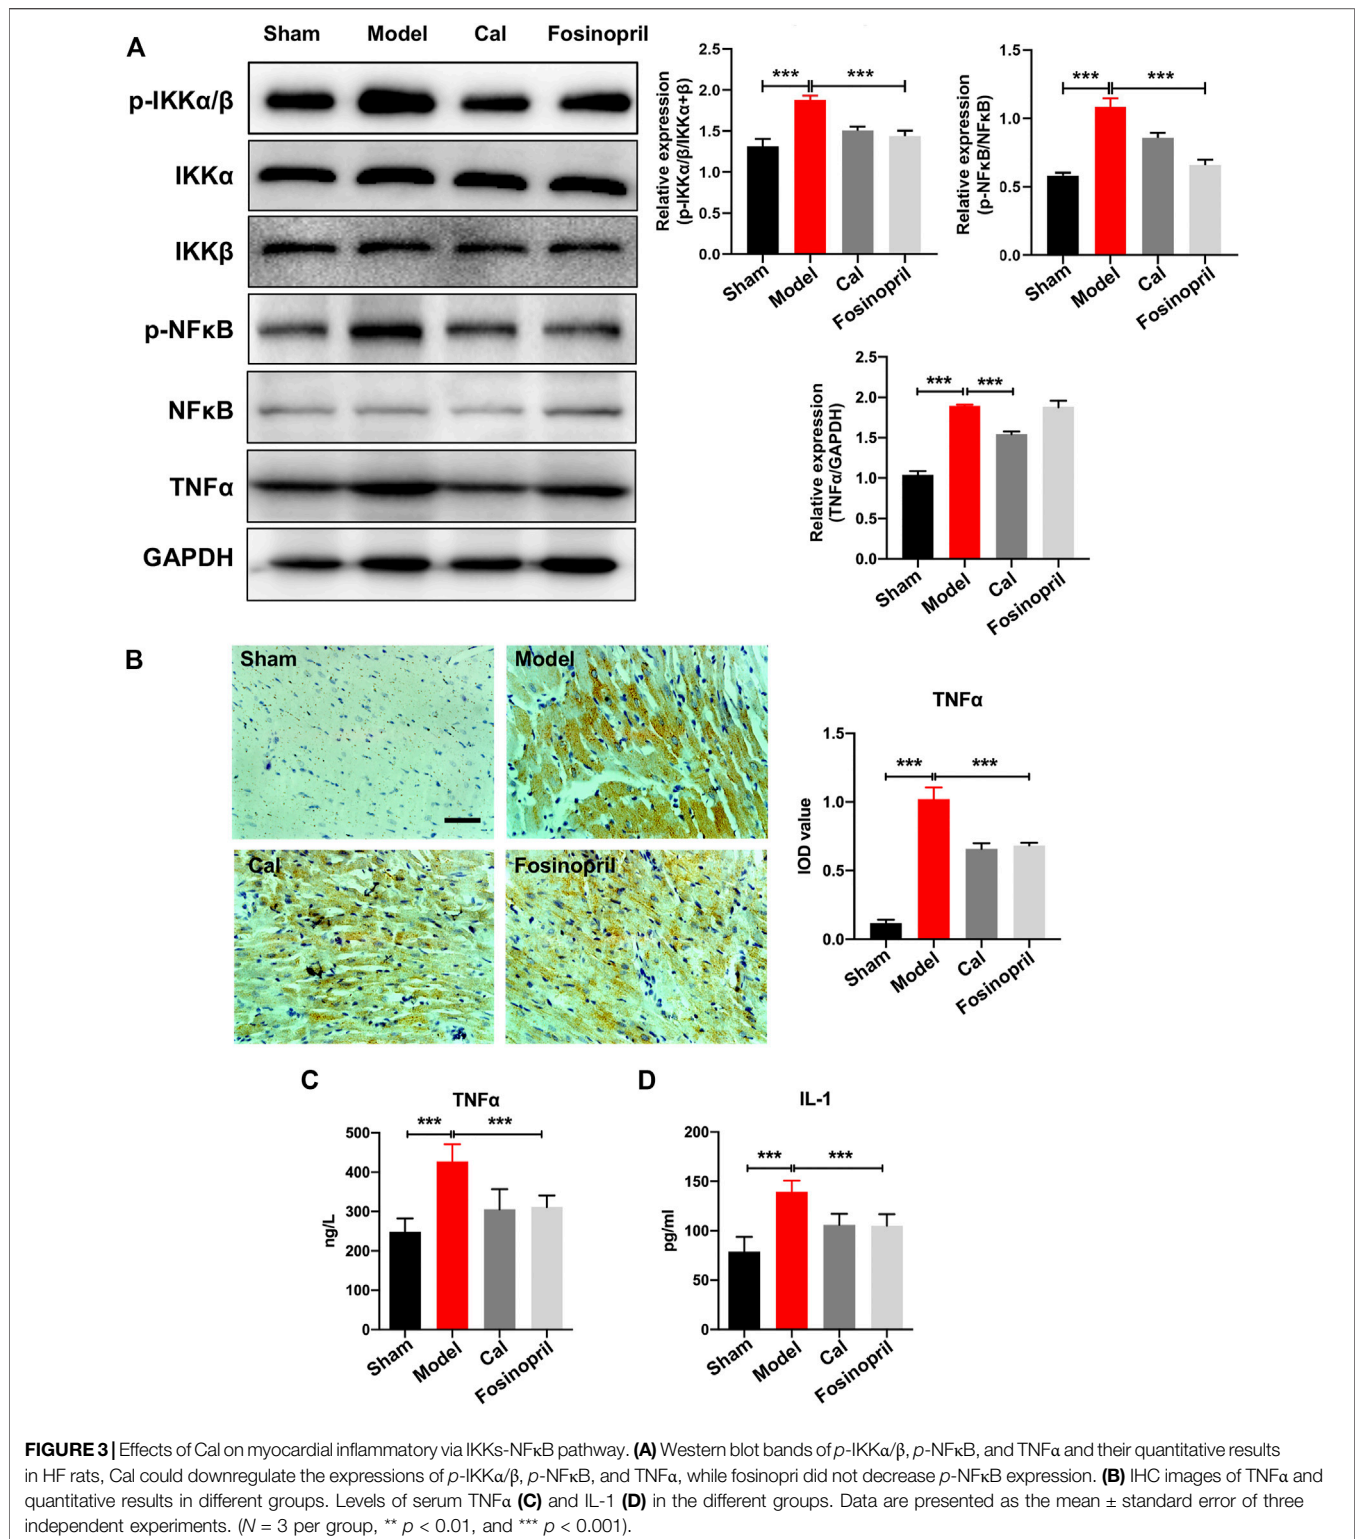 A
Sham Model Cal Fosinopril
p-IKKα/β
IKKα
IKKβ
p-NFκB
NFκB
TNFα
GAPDH
Relative expression
(p-IKKα/β/IKKα+β)
2.5
2.0
1.5
1.0
0.5
0.0
*** ***
Sham Model Cal Fosinopril
Relative expression
(p-NFκB/NFκB)
1.5
1.0
0.5
0.0
*** ***
Sham Model Cal Fosinopril
Relative expression
(TNFα/GAPDH)
2.5
2.0
1.5
1.0
0.5
0.0
*** ***
Sham Model Cal Fosinopril
B
Sham Model
Cal Fosinopril
TNFα
IOD value
1.5
1.0
0.5
0.0
*** ***
Sham Model Cal Fosinopril
C
TNFα
ng/L
500
400
300
200
100
0
*** ***
Sham Model Cal Fosinopril
D
IL-1
pg/ml
200
150
100
50
0
*** ***
Sham Model Cal Fosinopril
FIGURE 3 | Effects of Cal on myocardial inflammatory via IKKs-NFκB pathway. (A) Western blot bands of p-IKKα/β, p-NFκB, and TNFα and their quantitative results
in HF rats, Cal could downregulate the expressions of p-IKKα/β, p-NFκB, and TNFα, while fosinopri did not decrease p-NFκB expression. (B) IHC images of TNFα and
quantitative results in different groups. Levels of serum TNFα (C) and IL-1 (D) in the different groups. Data are presented as the mean ± standard error of three
independent experiments. (N = 3 per group, ** p < 0.01, and *** p < 0.001).